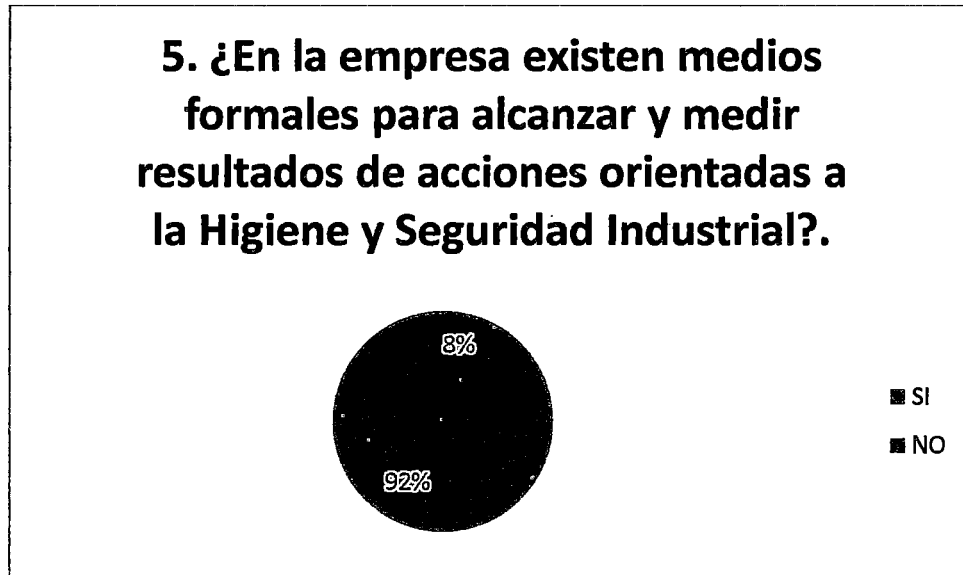 5. ¿En la empresa existen medios
formales para alcanzar y medir
resultados de acciones orientadas a
la Higiene y Seguridad Industrial?.
8%
SI
NO
92%